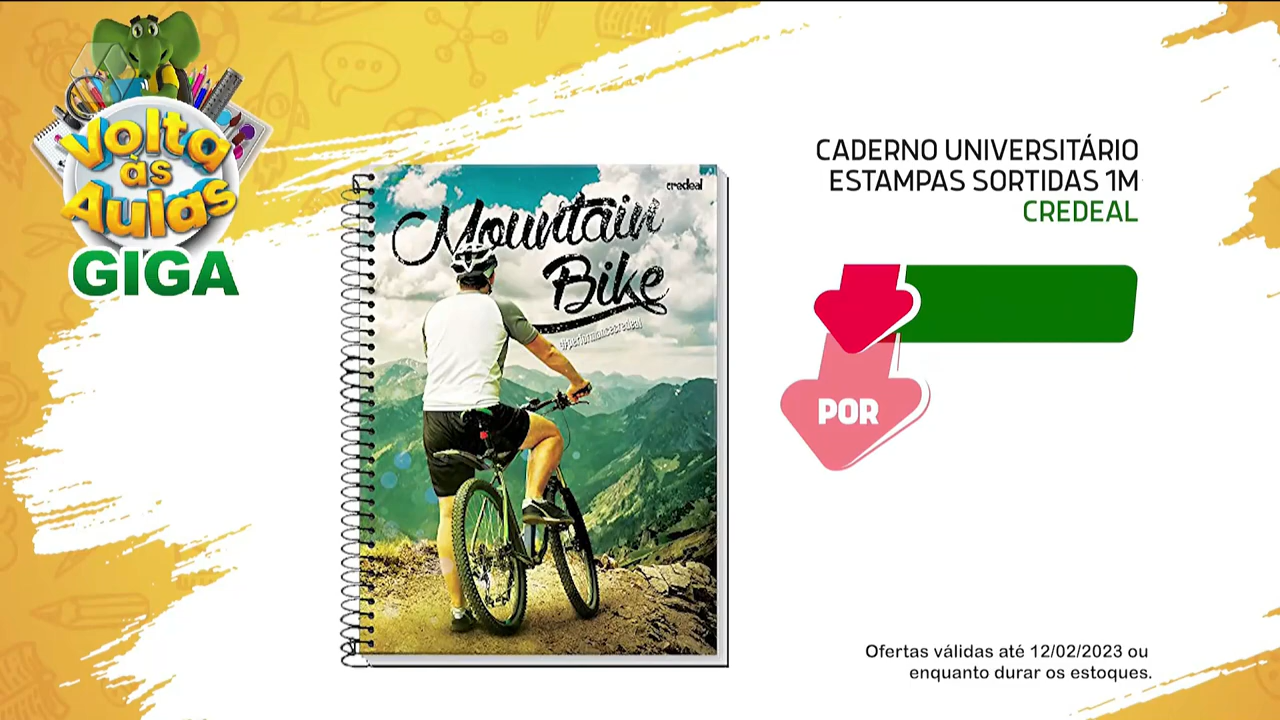 Volta
às
Aulas
GIGA
CADERNO UNIVERSITÁRIO
ESTAMPAS SORTIDAS 1M
CREDEAL
credeal
Mountain
Bike
#performancecredeal
POR
Ofertas válidas até 12/02/2023 ou
enquanto durar os estoques.